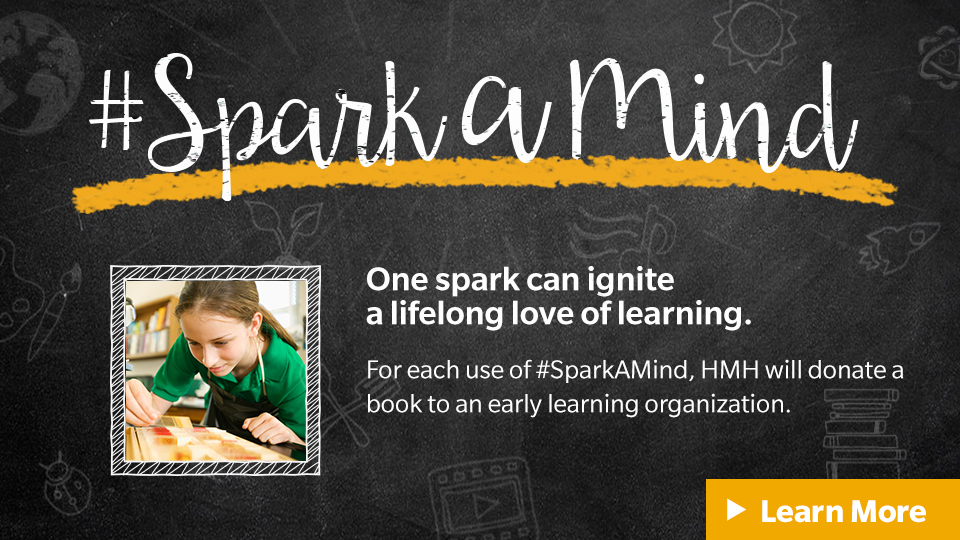 #Spark a Mind
One spark can ignite
a lifelong love of learning.
For each use of #SparkAMind, HMH will donate a
book to an early learning organization.
Learn More